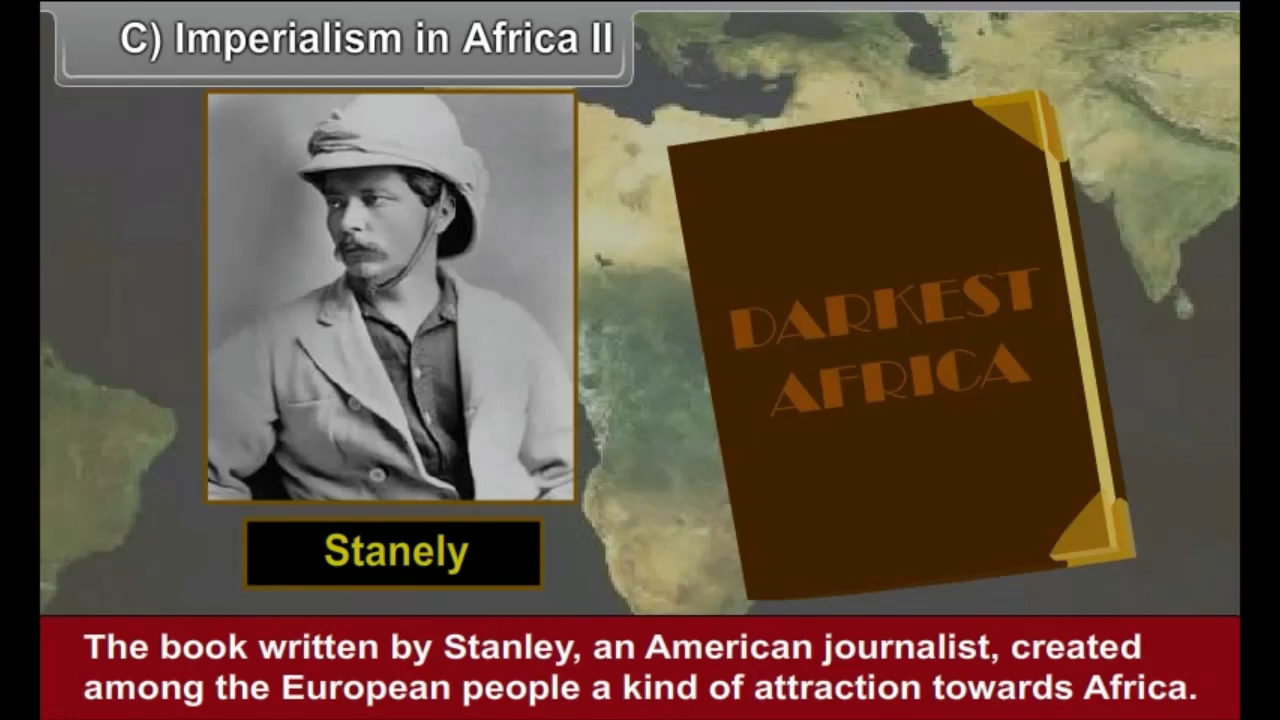 C) Imperialism in Africa II
DARKEST
AFRICA
Stanely
The book written by Stanley, an American journalist, created
among the European people a kind of attraction towards Africa.